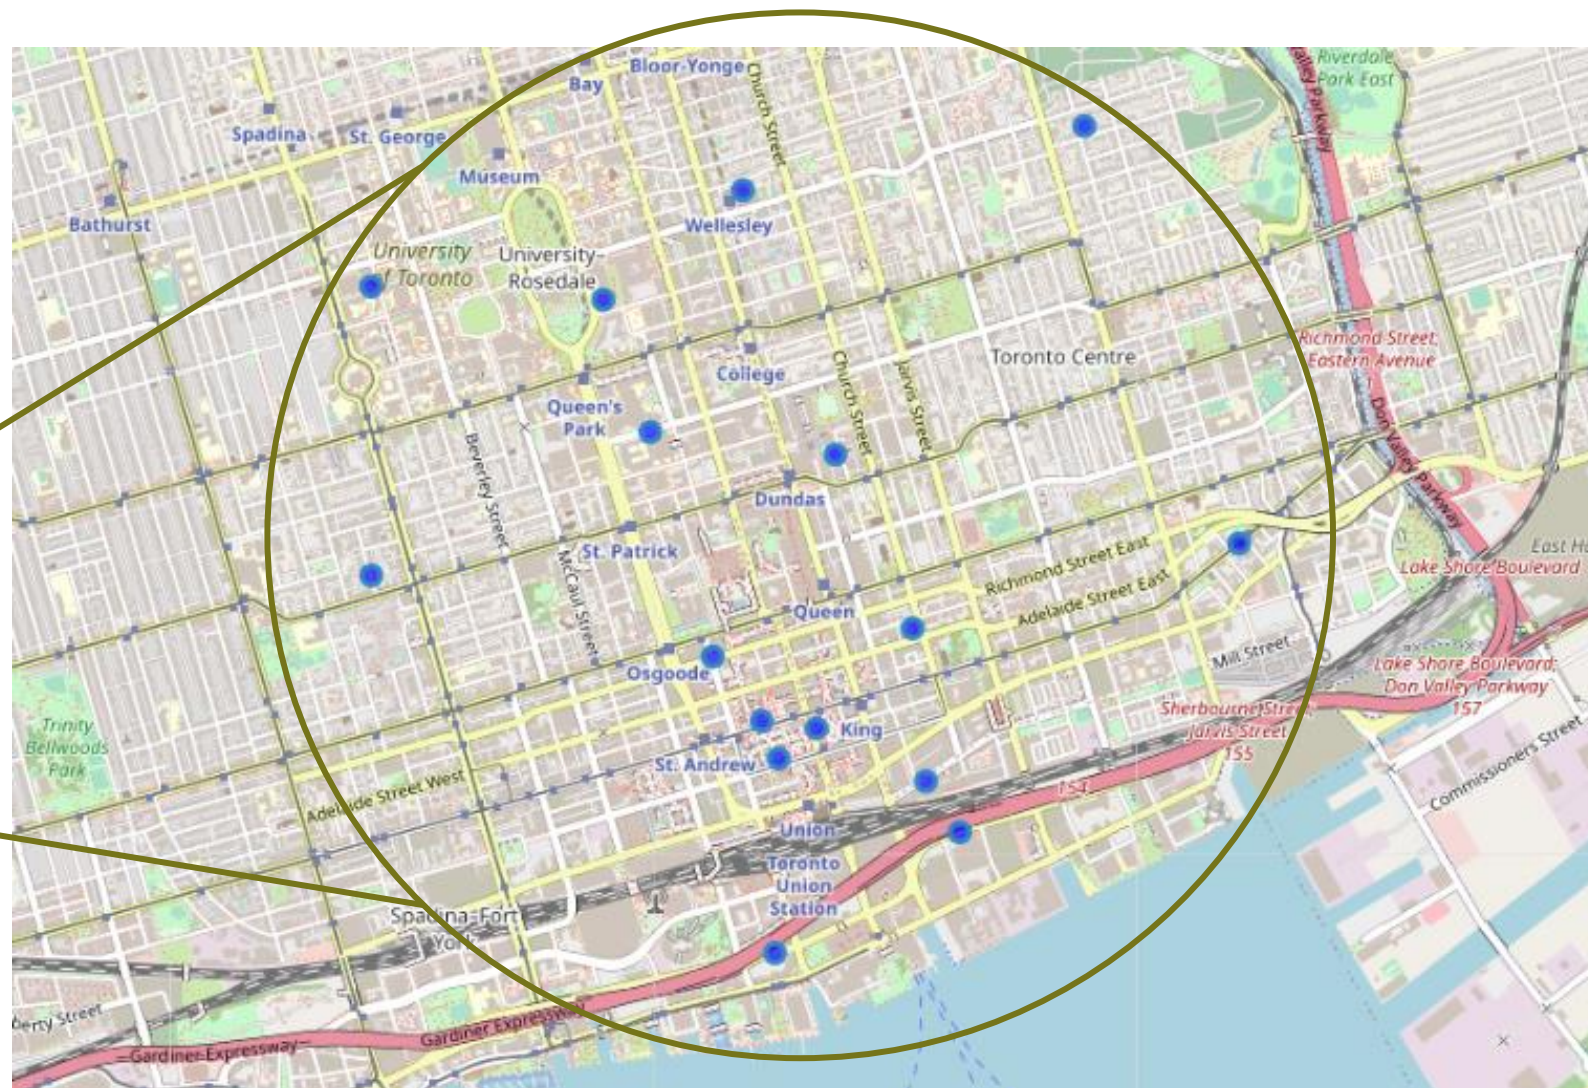 Riverdale
Park East
Bloor-Yonge
Bay
Church Street
Spadina
St. George
Museum
Bathurst
Wellesley
University
of Toronto
University-
Rosedale
Richmond Street;
Eastern Avenue
Toronto Centre
College
Church Street
Jarvis Street
Queen's
Park
Don Valley Parkway
Beverley Street
Dundas
St. Patrick
McCaul Street
Richmond Street East
Adelaide Street East
Lake Shore Boulevard
Queen
Osgoode
Mill Street
Lake Shore Boulevard;
Don Valley Parkway
157
Sherbourne Street;
Jarvis Street
155
Trinity
Bellwoods
Park
King
St. Andrew
Commissioners Street
Adelaide Street West
154
Union
Toronto
Union
Station
Spadina-Fort
York
erty Street
Gardiner Expressway
Gardiner Expressway